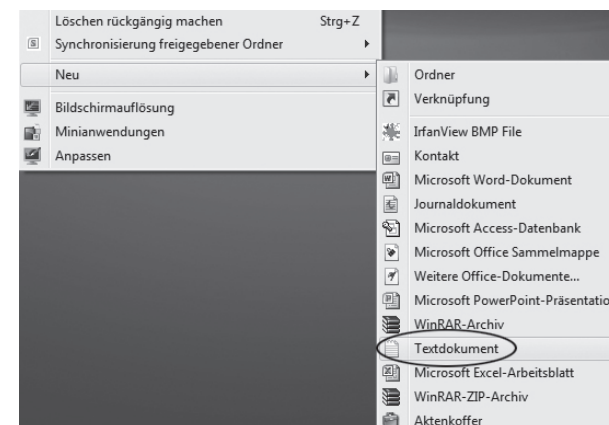 Löschen rückgängig machen Strg+Z
Synchronisierung freigegebener Ordner
Neu
Bildschirmauflösung
Minianwendungen
Anpassen
Ordner
Verknüpfung
IrfanView BMP File
Kontakt
Microsoft Word-Dokument
Journaldokument
Microsoft Access-Datenbank
Microsoft Office Sammelmappe
Weitere Office-Dokumente...
Microsoft PowerPoint-Präsentatio
WinRAR-Archiv
Textdokument
Microsoft Excel-Arbeitsblatt
WinRAR-ZIP-Archiv
Aktenkoffer